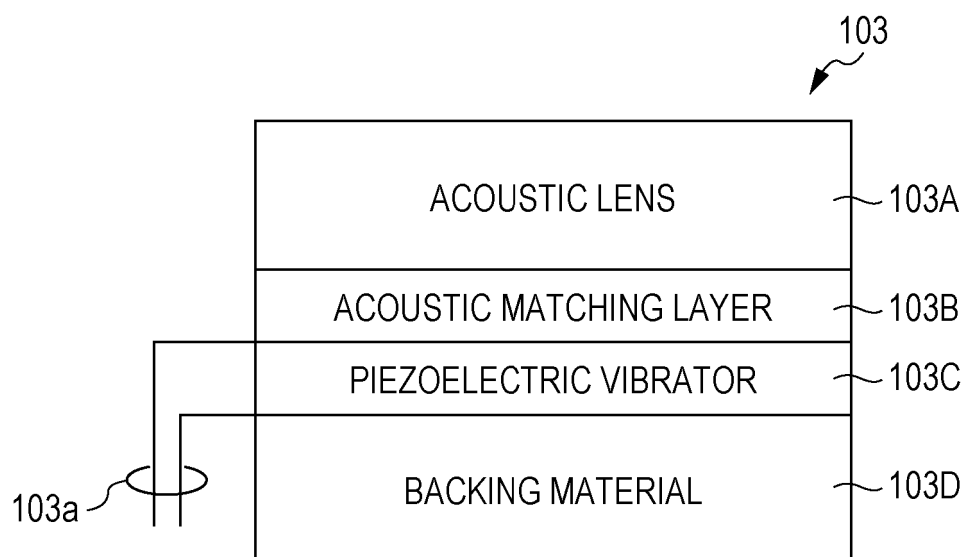 103
ACOUSTIC LENS
103A
ACOUSTIC MATCHING LAYER
103B
PIEZOELECTRIC VIBRATOR
103C
BACKING MATERIAL
103D
103a